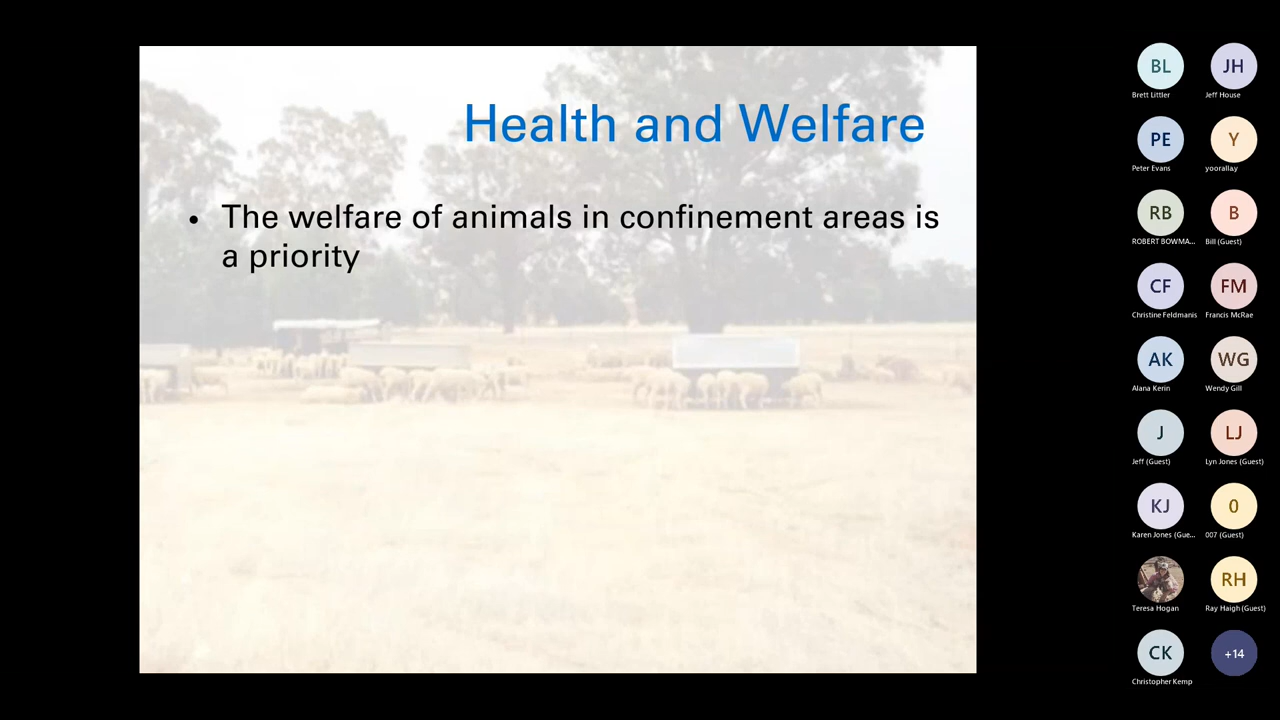 Health and Welfare
• The welfare of animals in confinement areas is
a priority
BL
Brett Littler
JH
Jeff House
PE
Peter Evans
Y
yoorallay
RB
ROBERT BOWMA...
B
Bill (Guest)
CF
Christine Feldmanis
FM
Francis McRae
AK
Alana Kerin
WG
Wendy Gill
J
Jeff (Guest)
LJ
Lyn Jones (Guest)
KJ
Karen Jones (Gue...
0
007 (Guest)
Teresa Hogan
RH
Ray Haigh (Guest)
CK
Christopher Kemp
+14